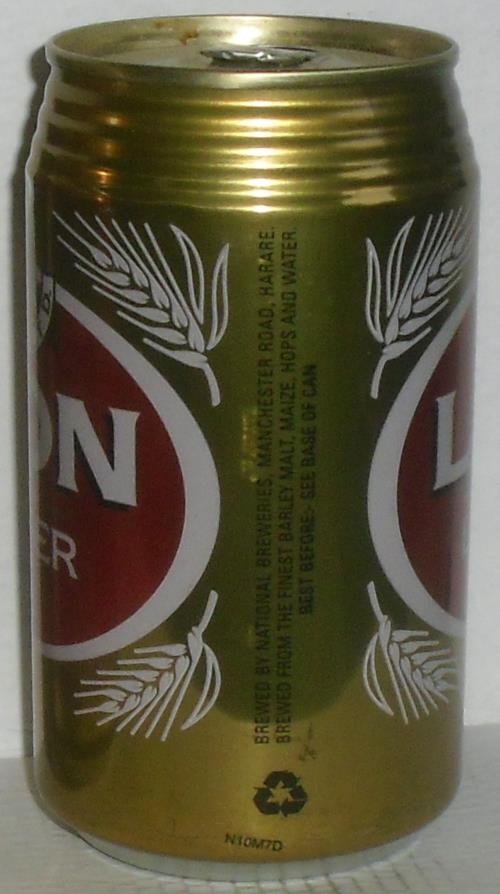 ON
ER
L
BREWED BY NATIONAL BREWERIES, MANCHESTER ROAD, HARARE.
BREWED FROM THE FINEST BARLEY MALT, MAIZE, HOPS AND WATER.
BEST BEFORE:- SEE BASE OF CAN
N10M7D